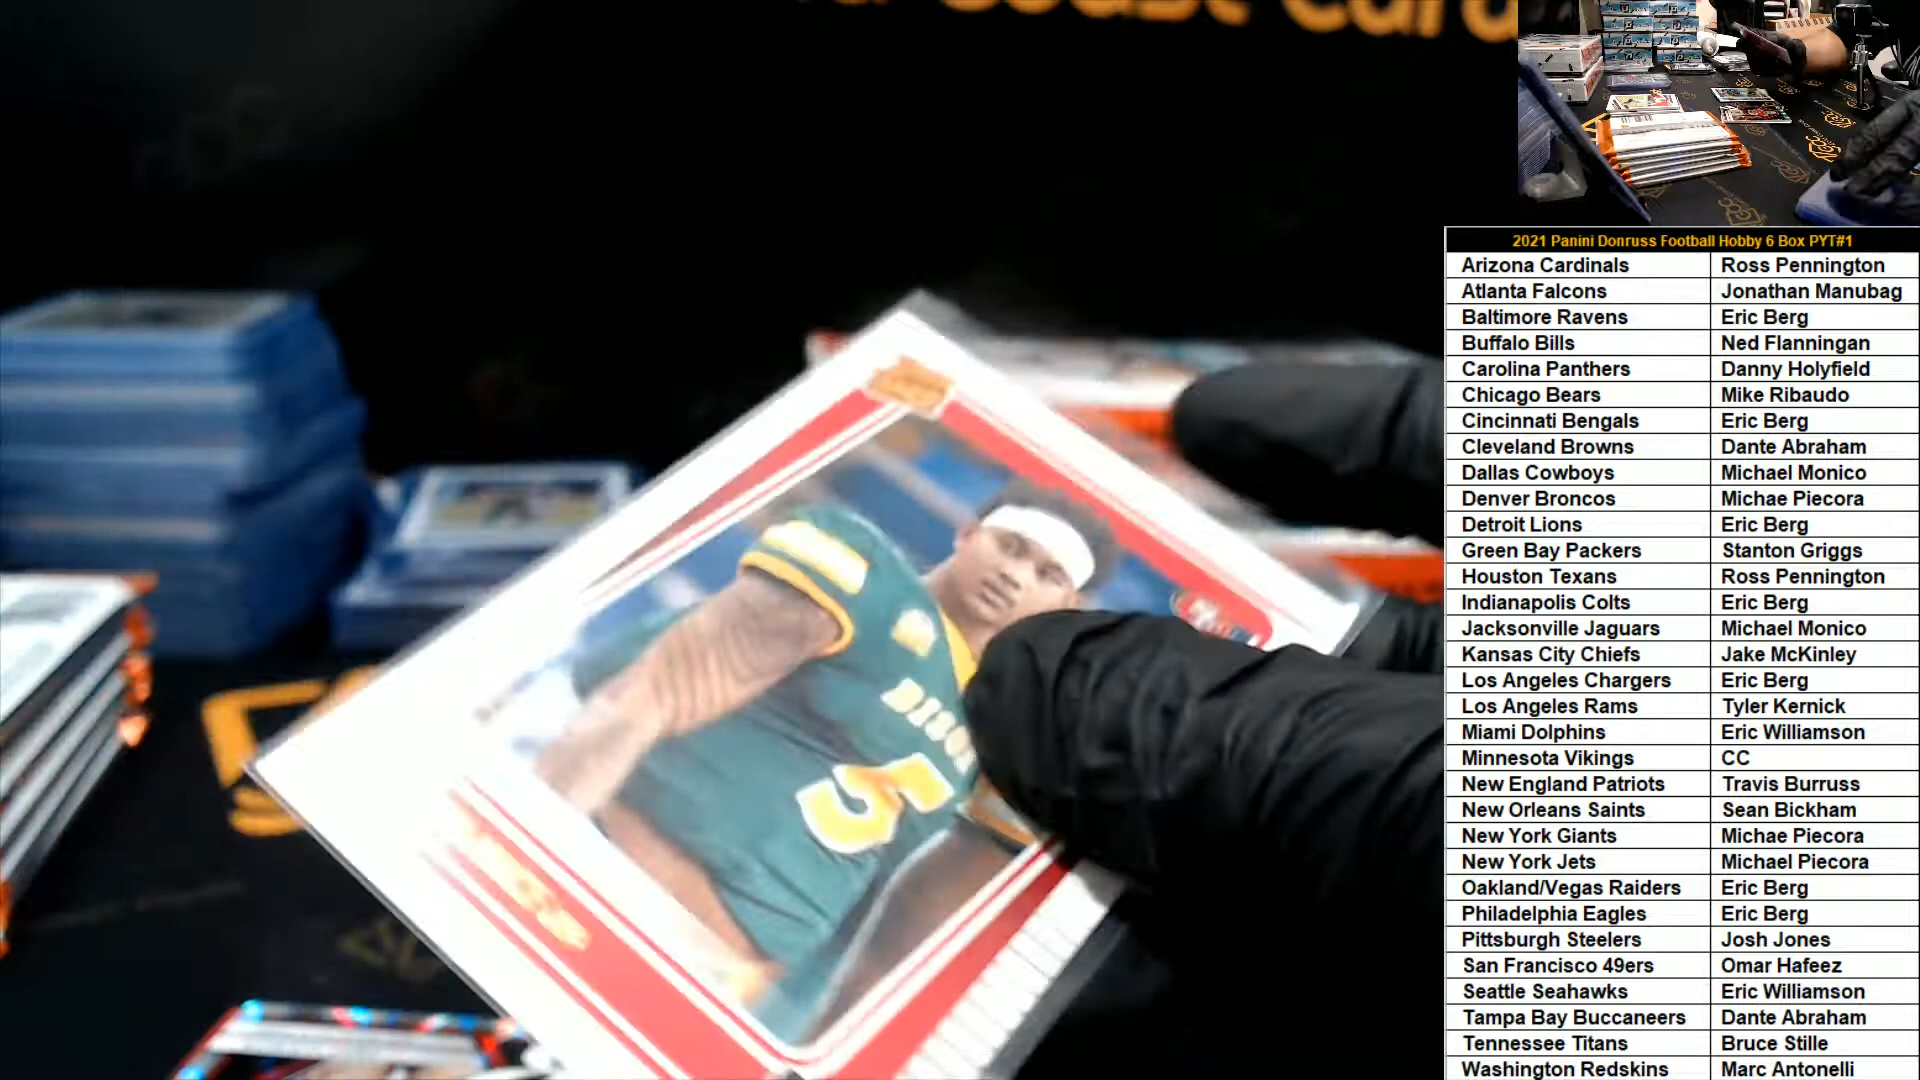 2021 Panini Donruss Football Hobby 6 Box PYT#1
Arizona Cardinals Ross Pennington
Atlanta Falcons Jonathan Manubag
Baltimore Ravens Eric Berg
Buffalo Bills Ned Flanningan
Carolina Panthers Danny Holyfield
Chicago Bears Mike Ribaudo
Cincinnati Bengals Eric Berg
Cleveland Browns Dante Abraham
Dallas Cowboys Michael Monico
Denver Broncos Michae Piecora
Detroit Lions Eric Berg
Green Bay Packers Stanton Griggs
Houston Texans Ross Pennington
Indianapolis Colts Eric Berg
Jacksonville Jaguars Michael Monico
Kansas City Chiefs Jake McKinley
Los Angeles Chargers Eric Berg
Los Angeles Rams Tyler Kernick
Miami Dolphins Eric Williamson
Minnesota Vikings CC
New England Patriots Travis Burruss
New Orleans Saints Sean Bickham
New York Giants Michae Piecora
New York Jets Michael Piecora
Oakland/Vegas Raiders Eric Berg
Philadelphia Eagles Eric Berg
Pittsburgh Steelers Josh Jones
San Francisco 49ers Omar Hafeez
Seattle Seahawks Eric Williamson
Tampa Bay Buccaneers Dante Abraham
Tennessee Titans Bruce Stille
Washington Redskins Marc Antonelli
5